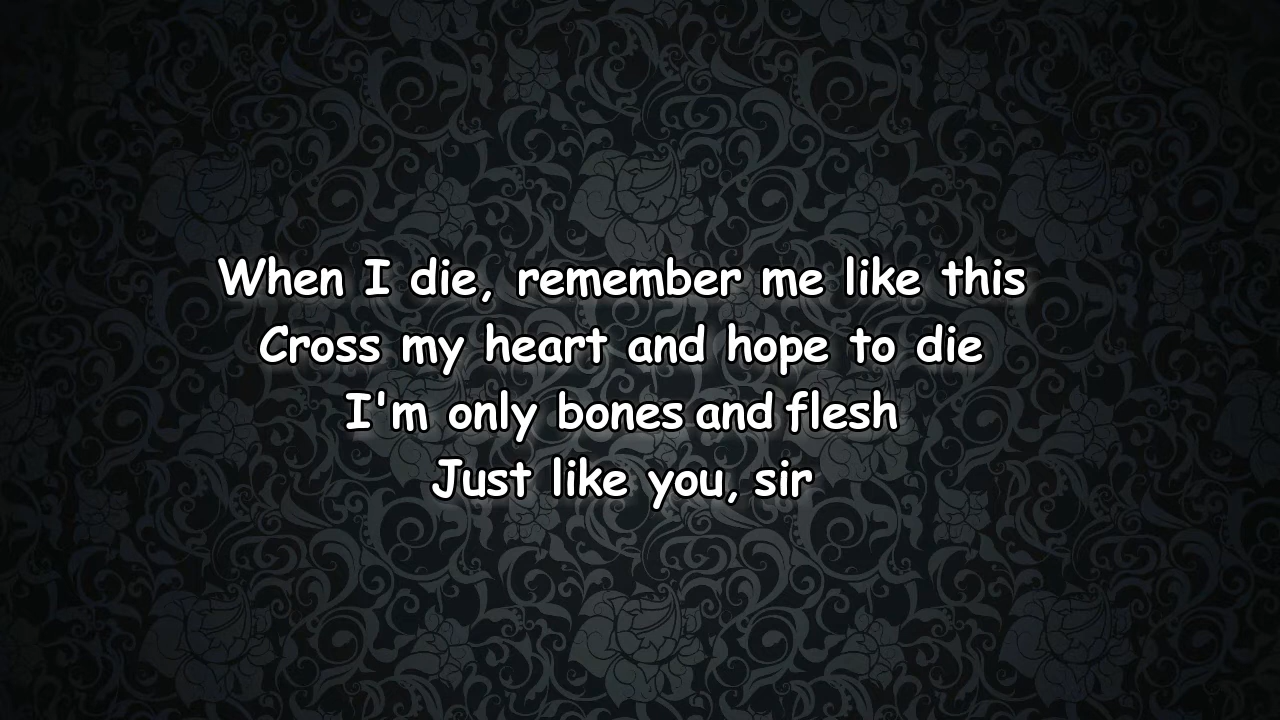 When I die, remember me like this
Cross my heart and hope to die
I'm only bones and flesh
Just like you, sir